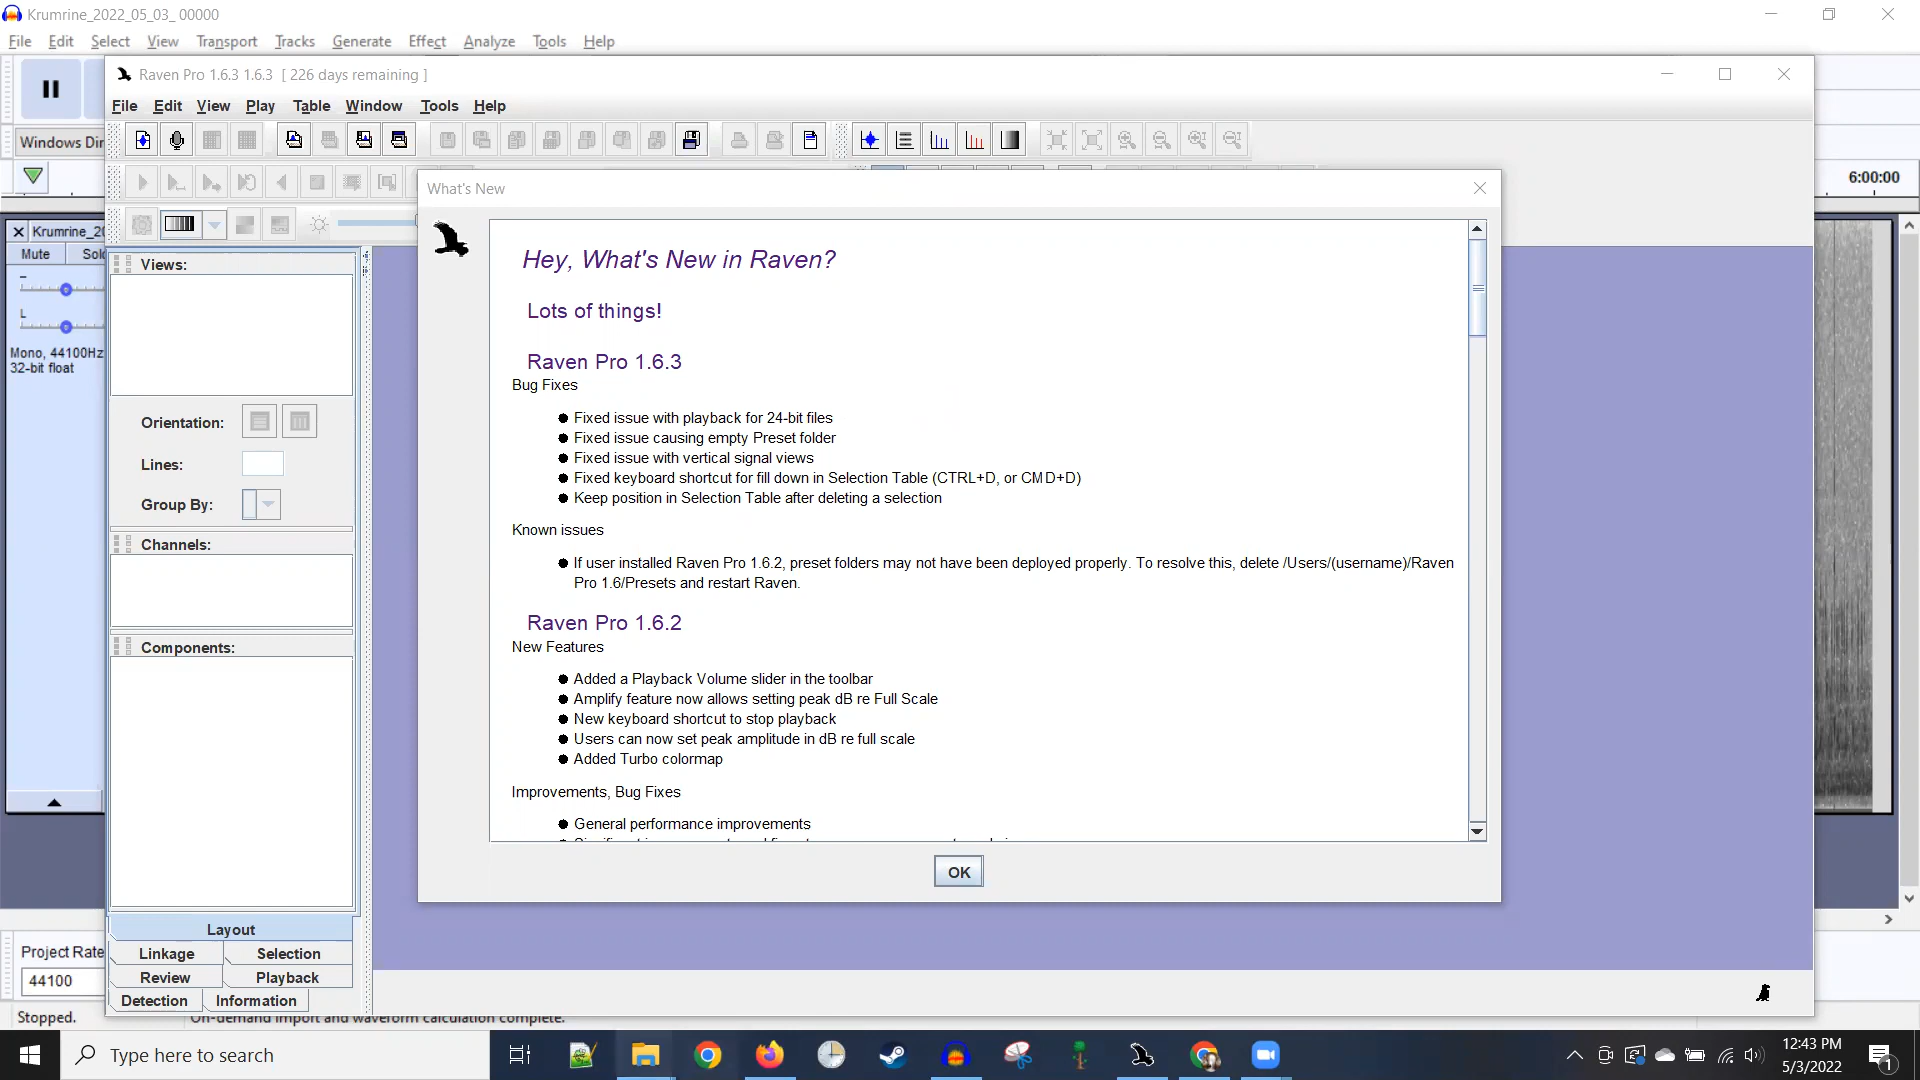 Krumrine_2022_05_03_ 00000
File Edit Select View Transport Tracks Generate Effect Analyze Tools Help
Raven Pro 1.6.3 1.6.3 [ 226 days remaining ]
File Edit View Play Table Window Tools Help
Windows Dir
6:00:00
What's New
Krumrine_20
Mute Solo
L
Mono, 44100Hz
32-bit float
Views:
Orientation:
Lines:
Group By:
Channels:
Components:
Hey, What's New in Raven?
Lots of things!
Raven Pro 1.6.3
Bug Fixes
Fixed issue with playback for 24-bit files
Fixed issue causing empty Preset folder
Fixed issue with vertical signal views
Fixed keyboard shortcut for fill down in Selection Table (CTRL+D, or CMD+D)
Keep position in Selection Table after deleting a selection
Known issues
If user installed Raven Pro 1.6.2, preset folders may not have been deployed properly. To resolve this, delete /Users/(username)/Raven
Pro 1.6/Presets and restart Raven.
Raven Pro 1.6.2
New Features
Added a Playback Volume slider in the toolbar
Amplify feature now allows setting peak dB re Full Scale
New keyboard shortcut to stop playback
Users can now set peak amplitude in dB re full scale
Added Turbo colormap
Improvements, Bug Fixes
General performance improvements
OK
Layout
Linkage Selection
Review Playback
Detection Information
Project Rate
44100
Stopped.
On-demand import and waveform calculation complete.
Type here to search
12:43 PM
5/3/2022
1